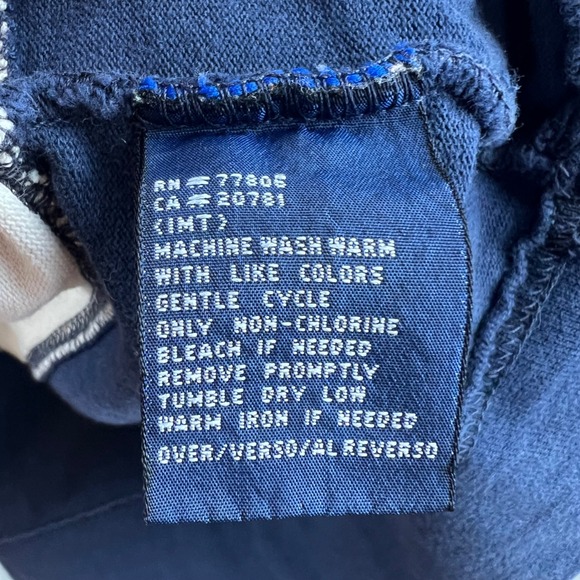 RN# 77806
CA# 20781
(IMT)
MACHINE WASH WARM
WITH LIKE COLORS
GENTLE CYCLE
ONLY NON-CHLORINE
BLEACH IF NEEDED
REMOVE PROMPTLY
TUMBLE DRY LOW
WARM IRON IF NEEDED
OVER/VERSO/AL REVERSO